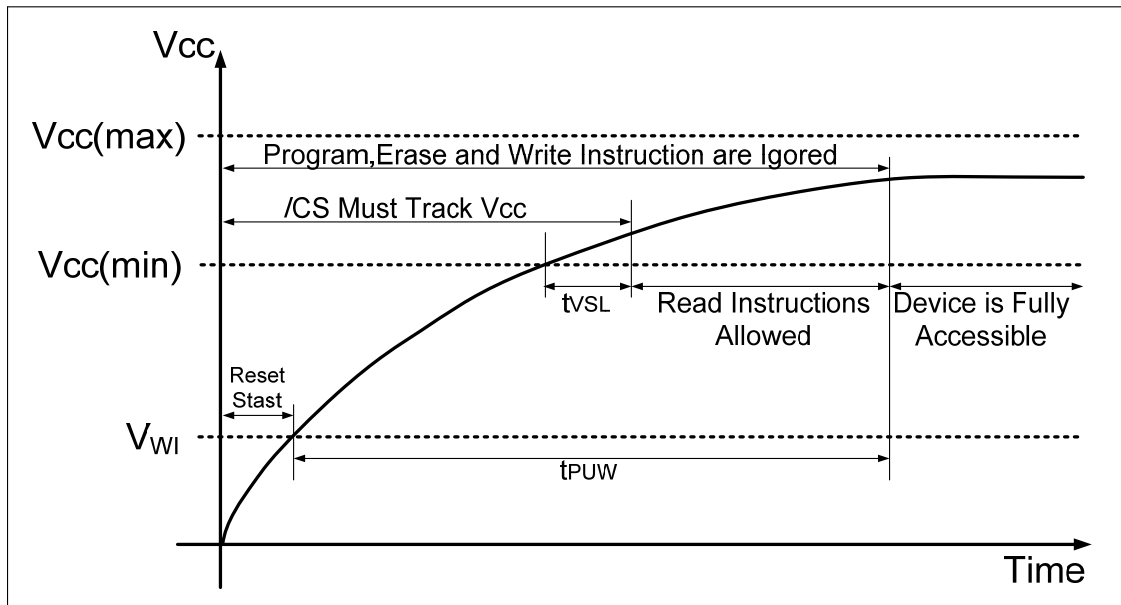 Vcc
Vcc(max)
Program,Erase and Write Instruction are Igored
/CS Must Track Vcc
Vcc(min)
tVSL
Read Instructions
Allowed
Device is Fully
Accessible
Reset
Stast
VWI
tPUW
Time